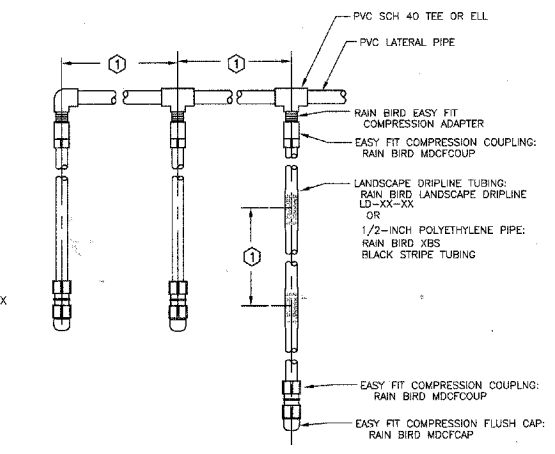 PVC SCH 40 TEE OR ELL
PVC LATERAL PIPE
1
1
RAIN BIRD EASY FIT
COMPRESSION ADAPTER
EASY FIT COMPRESSION COUPLING:
RAIN BIRD MDCFCOUP
LANDSCAPE DRIPLINE TUBING:
RAIN BIRD LANDSCAPE DRIPLINE
LD-XX-XX
OR
1/2-INCH POLYETHYLENE PIPE:
RAIN BIRD XBS
BLACK STRIPE TUBING
1
X
EASY FIT COMPRESSION COUPLNG:
RAIN BIRD MDCFCOUP
EASY FIT COMPRESSION FLUSH CAP:
RAIN BIRD MDCFCAP